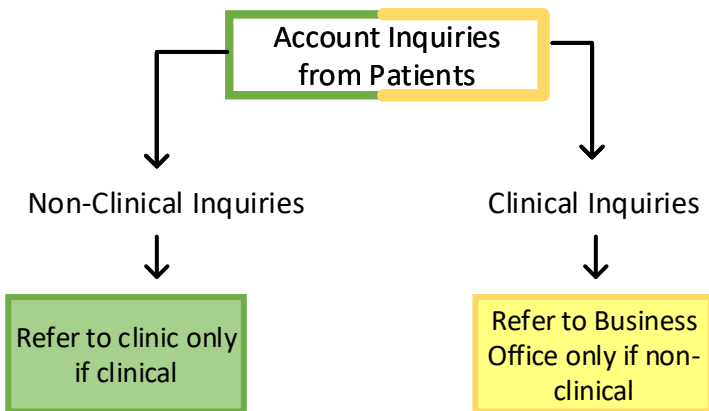 Account Inquiries
from Patients
Non-Clinical Inquiries
Clinical Inquiries
Refer to clinic only
if clinical
Refer to Business
Office only if non-
clinical